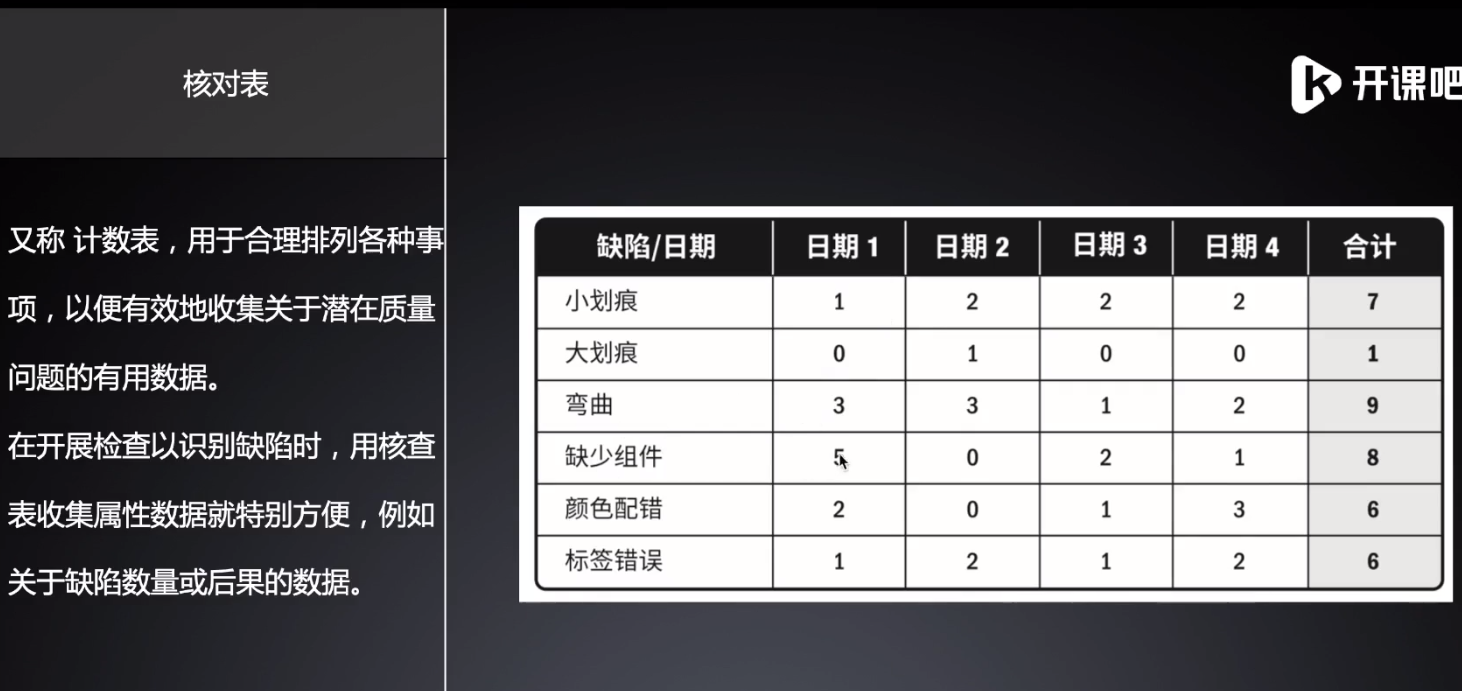 核对表
开课吧
又称 计数表，用于合理排列各种事
项，以便有效地收集关于潜在质量
问题的有用数据。
在开展检查以识别缺陷时，用核查
表收集属性数据就特别方便，例如
关于缺陷数量或后果的数据。
缺陷/日期 日期 1 日期 2 日期 3 日期 4 合计
小划痕 1 2 2 2 7
大划痕 0 1 0 0 1
弯曲 3 3 1 2 9
缺少组件 5 0 2 1 8
颜色配错 2 0 1 3 6
标签错误 1 2 1 2 6